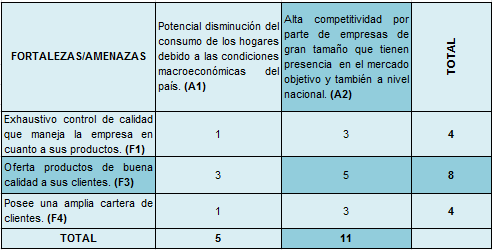 FORTALEZAS/AMENAZAS
Potencial disminución del
consumo de los hogares
debido a las condiciones
macroeconómicas del
país. (A1)
Alta competitividad por
parte de empresas de
gran tamaño que tienen
presencia en el mercado
objetivo y también a nivel
nacional. (A2)
TOTAL
Exhaustivo control de calidad
que maneja la empresa en
cuanto a sus productos. (F1)
1
3
4
Oferta productos de buena
calidad a sus clientes. (F3)
3
5
8
Posee una amplia cartera de
clientes. (F4)
1
3
4
TOTAL
5
11